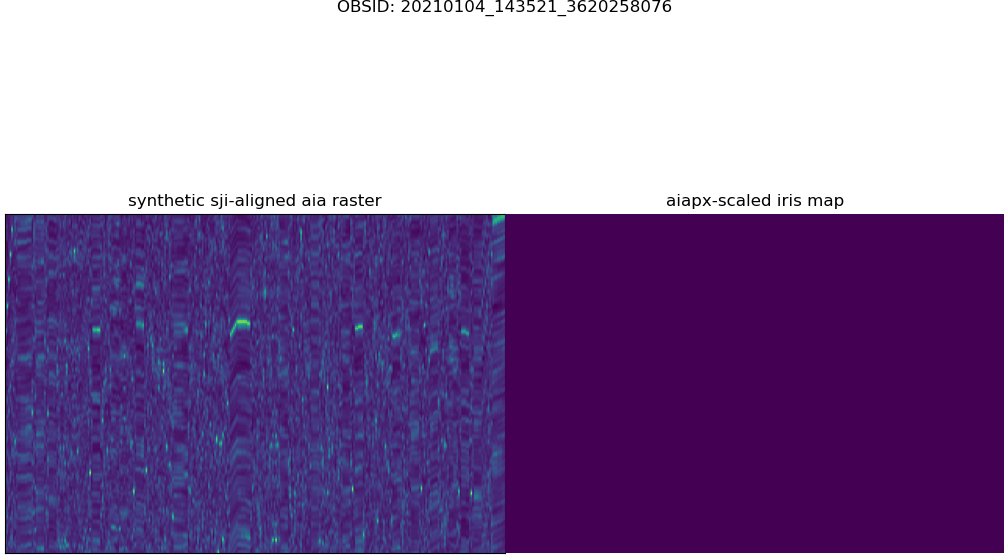 OBSID: 20210104_143521_3620258076
synthetic sji-aligned aia raster
aiapx-scaled iris map